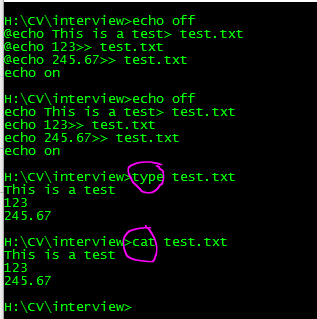 H:\CV\interview>echo off
@echo This is a test> test.txt
@echo 123>> test.txt
@echo 245.67>> test.txt
echo on
H:\CV\interview>echo off
echo This is a test> test.txt
echo 123>> test.txt
echo 245.67>> test.txt
echo on
H:\CV\interview>type test.txt
This is a test
123
245.67
H:\CV\interview>cat test.txt
This is a test
123
245.67
H:\CV\interview>